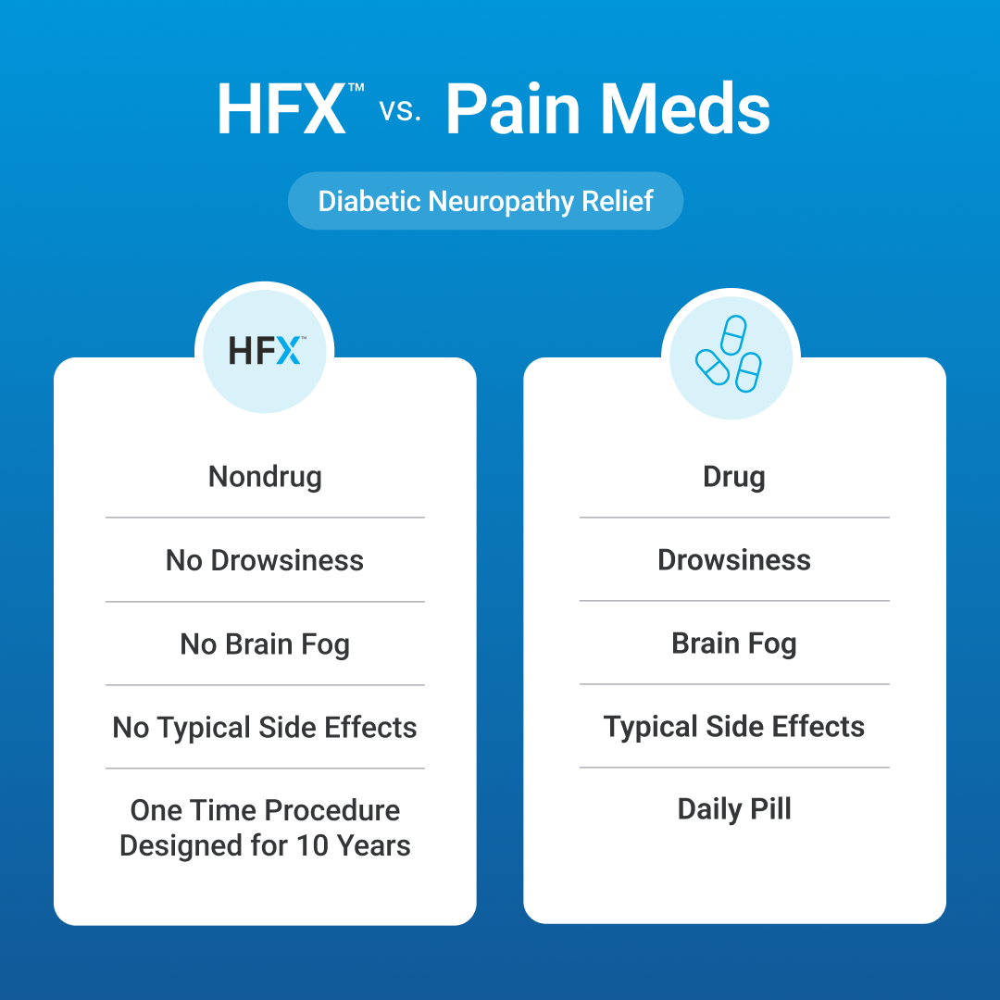 HFX™ vs. Pain Meds
Diabetic Neuropathy Relief
HFX™
Nondrug
No Drowsiness
No Brain Fog
No Typical Side Effects
One Time Procedure
Designed for 10 Years
Drug
Drowsiness
Brain Fog
Typical Side Effects
Daily Pill